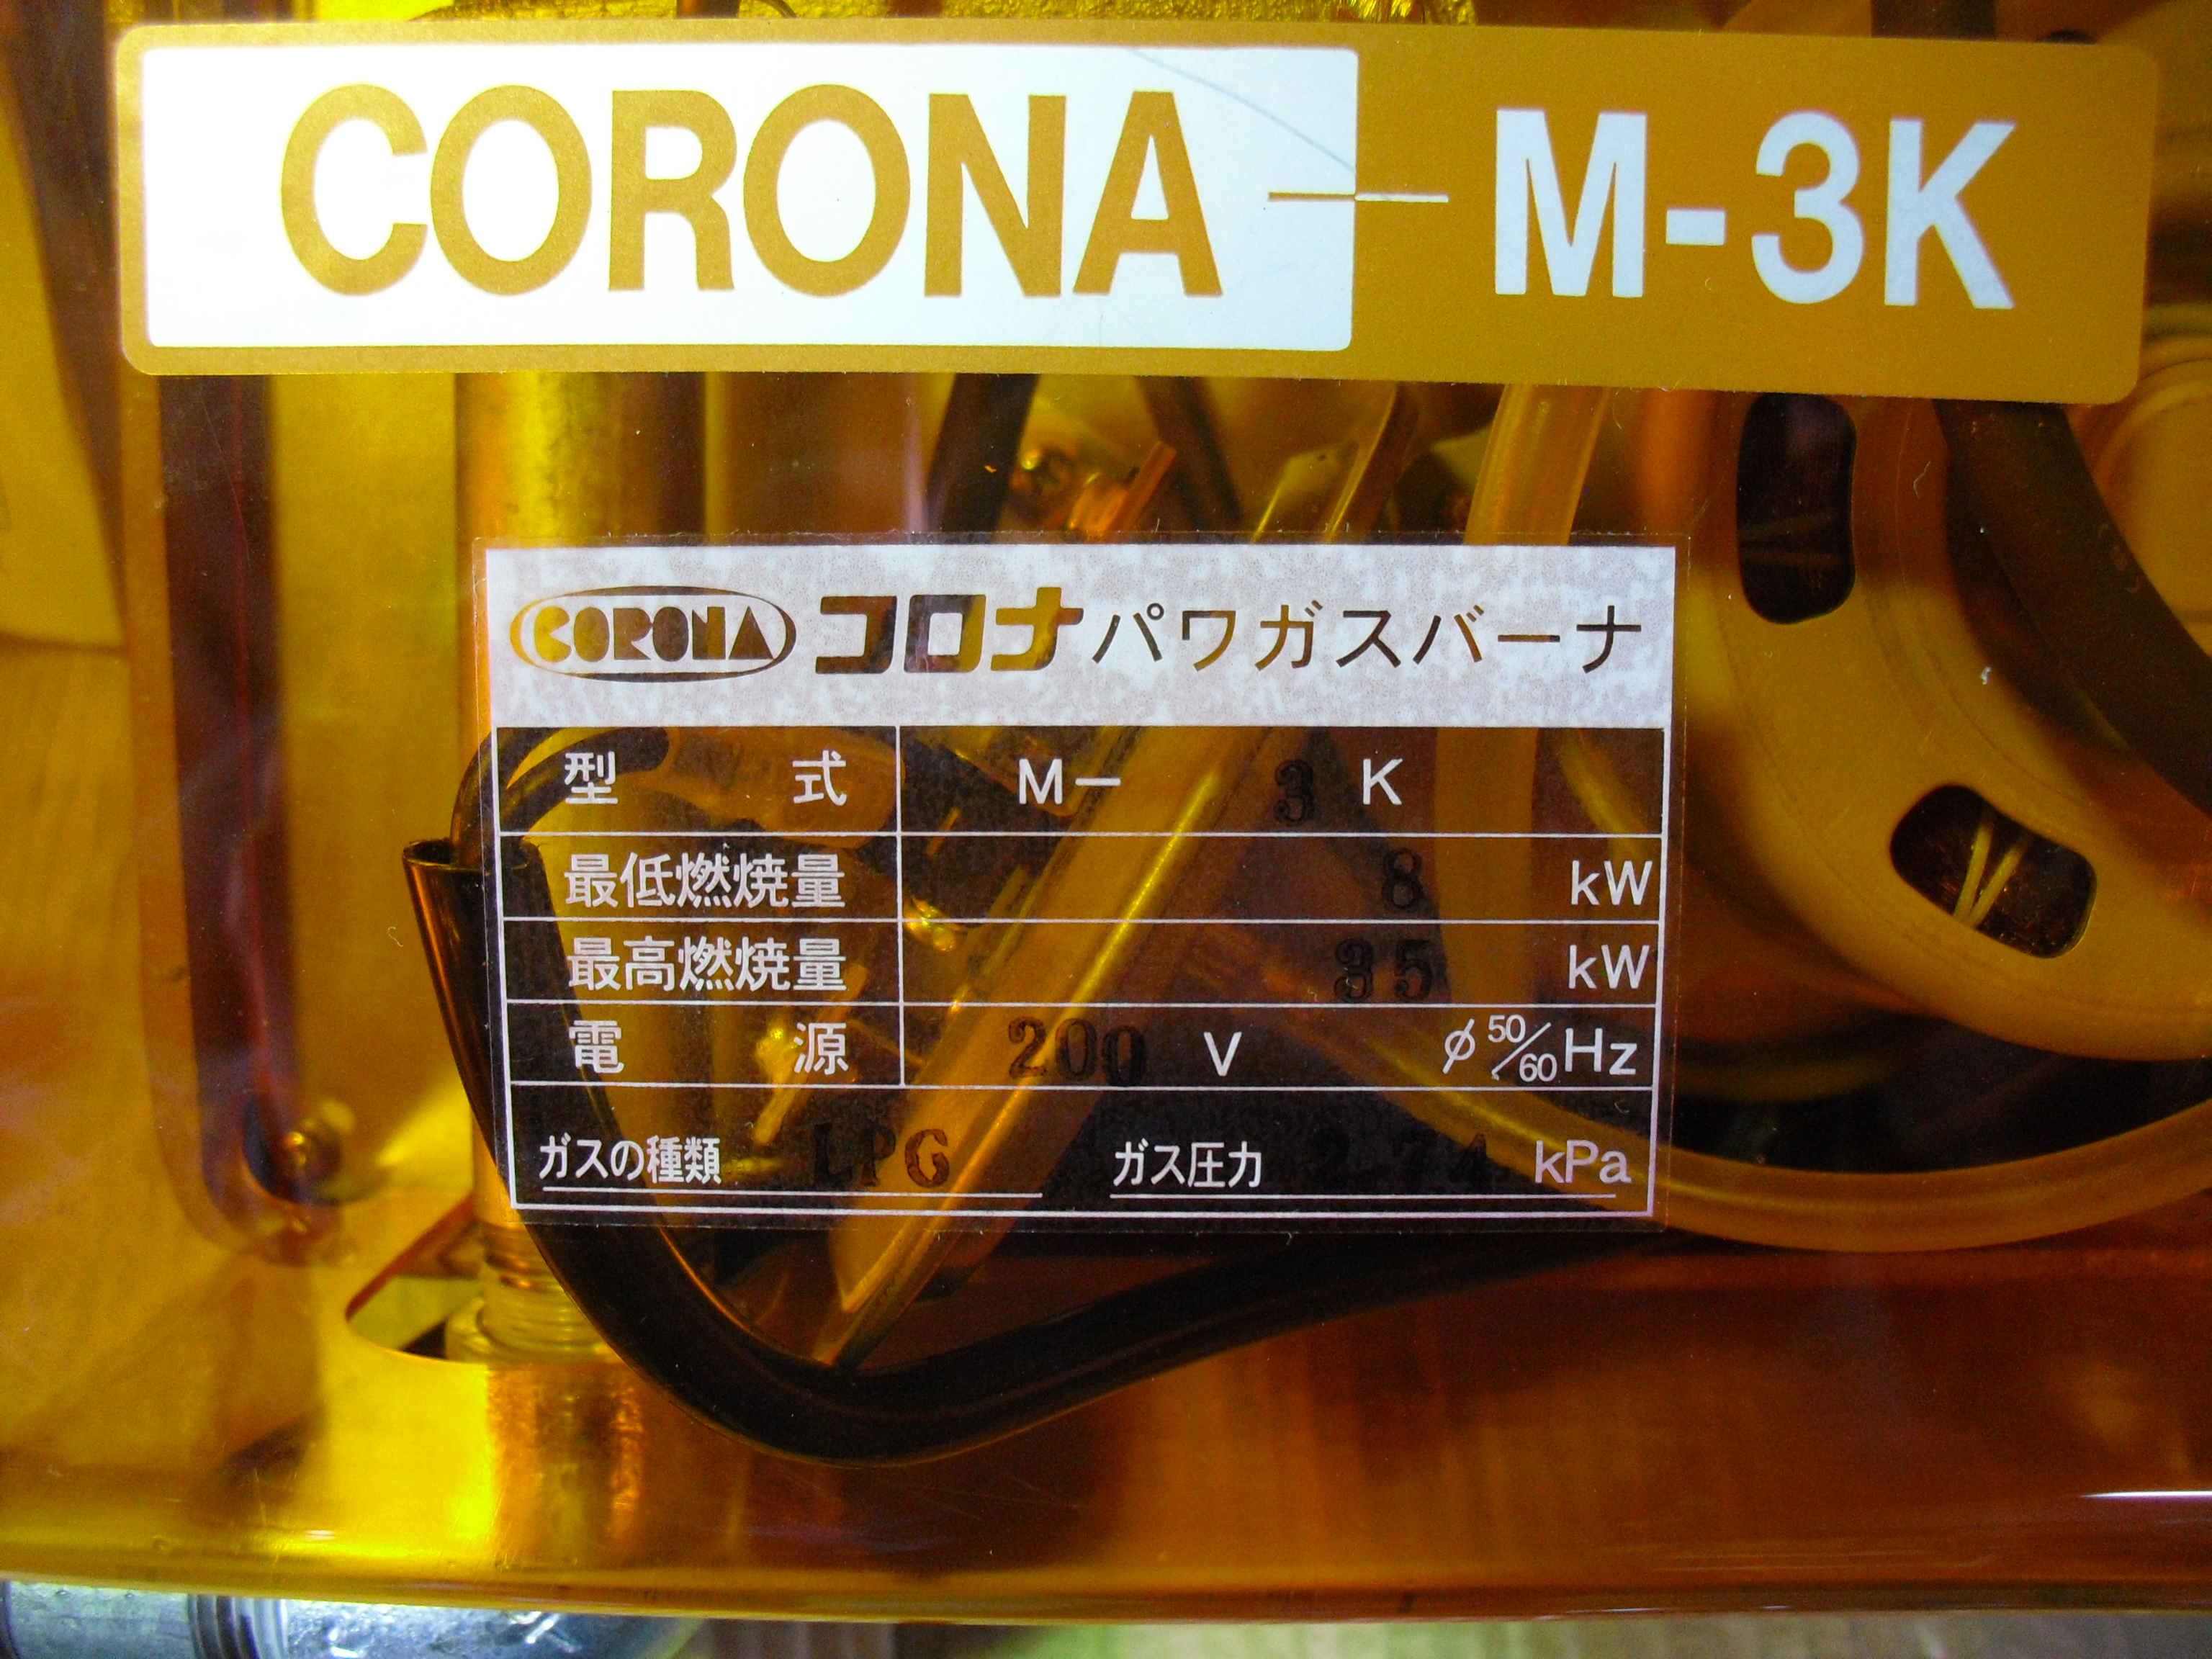 CORONA M-3K
CORONA コロナパワガスバーナ
型式 M- 3 K
最低燃焼量 8 kW
最高燃焼量 35 kW
電源 200 V φ 50/60 Hz
ガスの種類 LPG ガス圧力 2.74 kPa